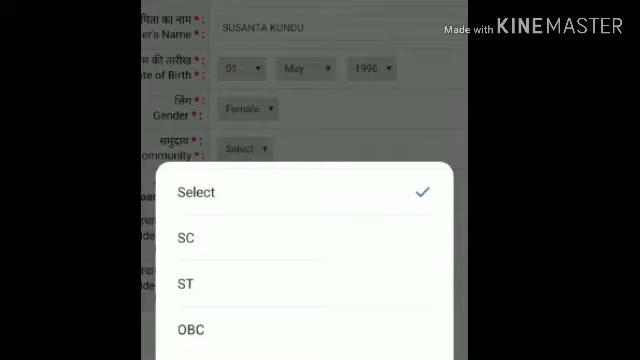 Made with KINEMASTER
पिता का नाम * :
er's Name * : SUSANTA KUNDU
म की तारीख * :
te of Birth * : 01 May 1996
लिंग * :
Gender * : Female
समुदाय * :
ommunity * : Select
Select
SC
ST
OBC